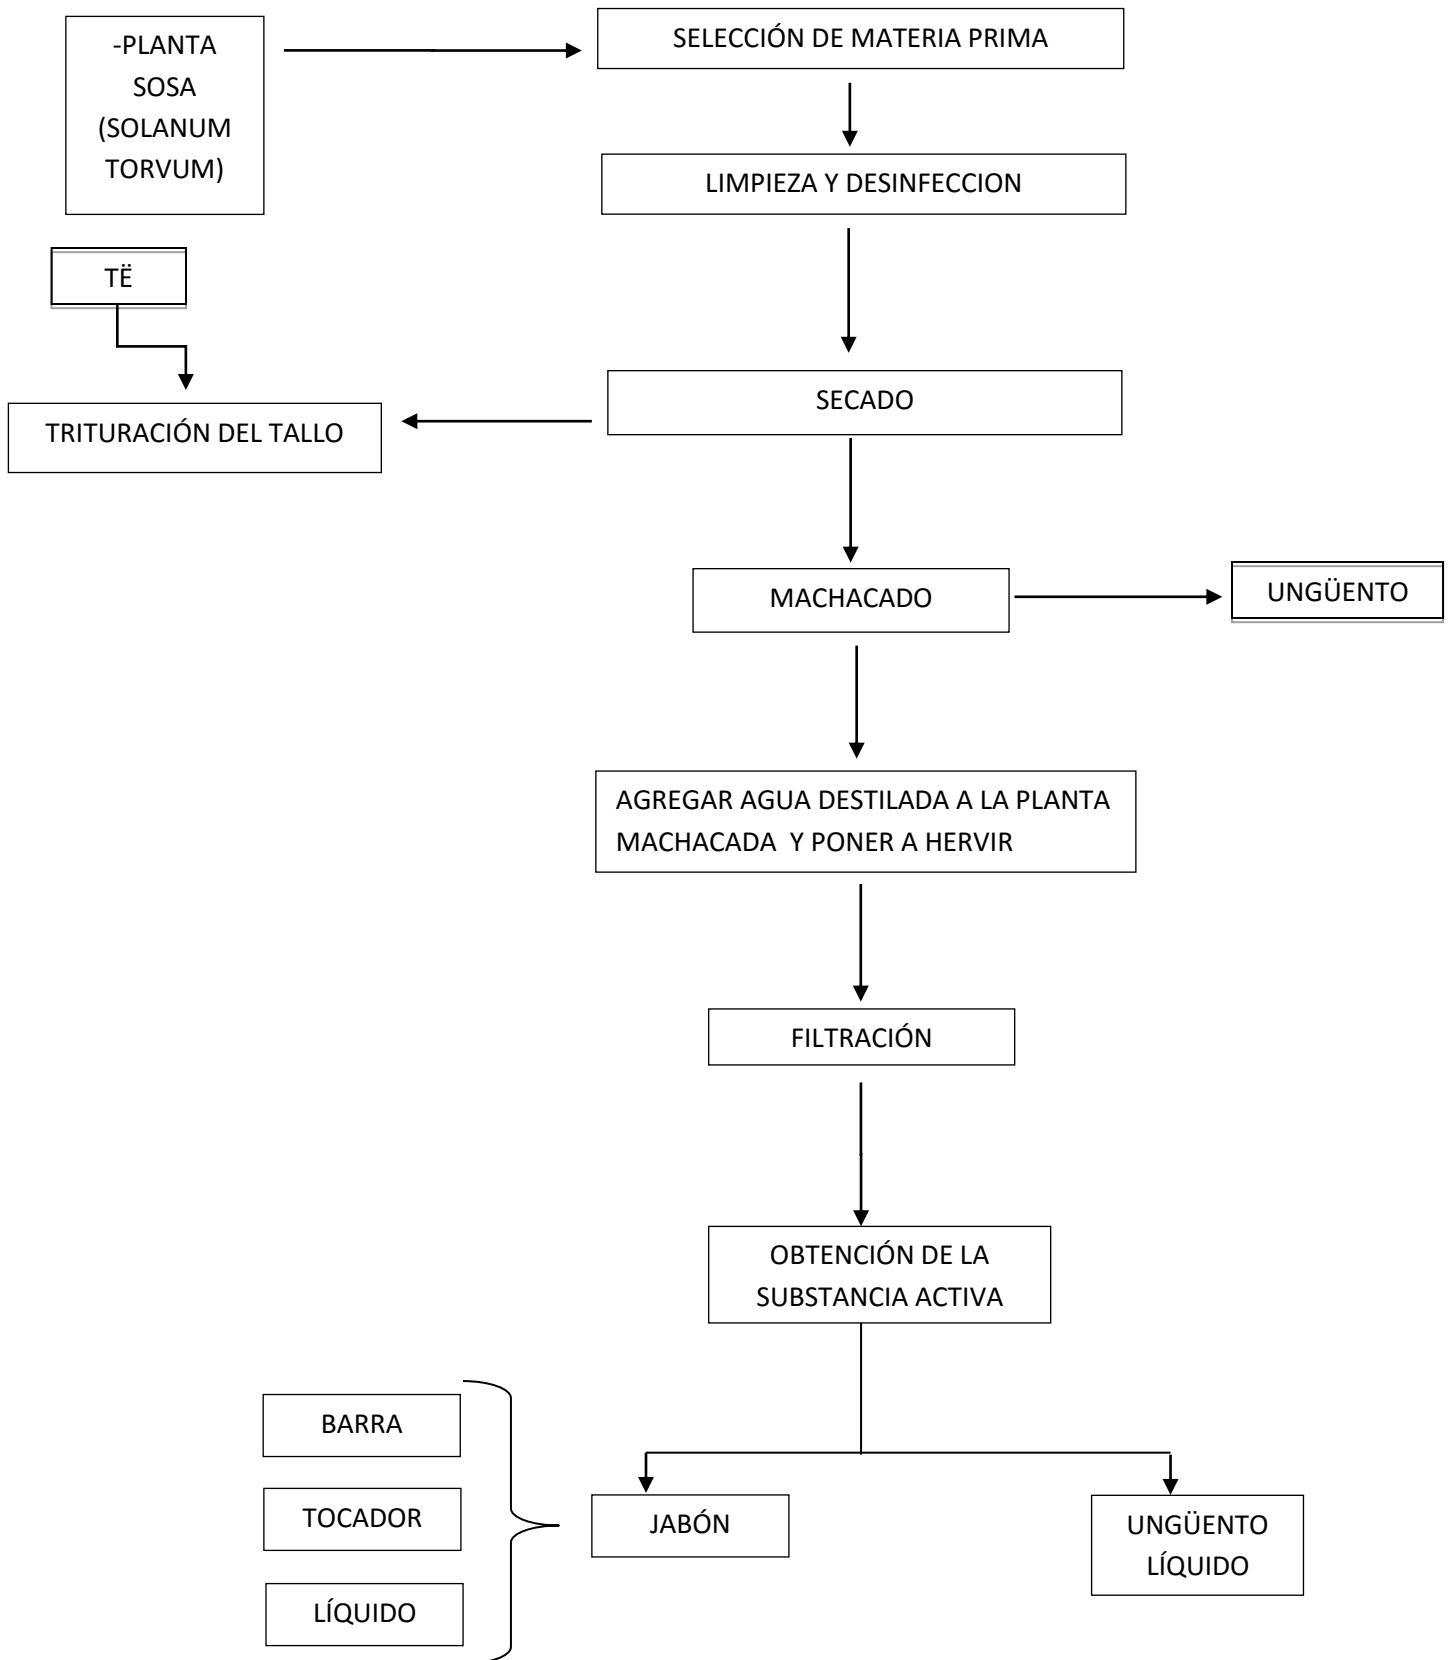 -PLANTA
SOSA
(SOLANUM
TORVUM)
SELECCIÓN DE MATERIA PRIMA
LIMPIEZA Y DESINFECCION
TË
SECADO
TRITURACIÓN DEL TALLO
MACHACADO
UNGÜENTO
AGREGAR AGUA DESTILADA A LA PLANTA
MACHACADA  Y PONER A HERVIR
FILTRACIÓN
OBTENCIÓN DE LA
SUBSTANCIA ACTIVA
BARRA
TOCADOR
LÍQUIDO
JABÓN
UNGÜENTO
LÍQUIDO